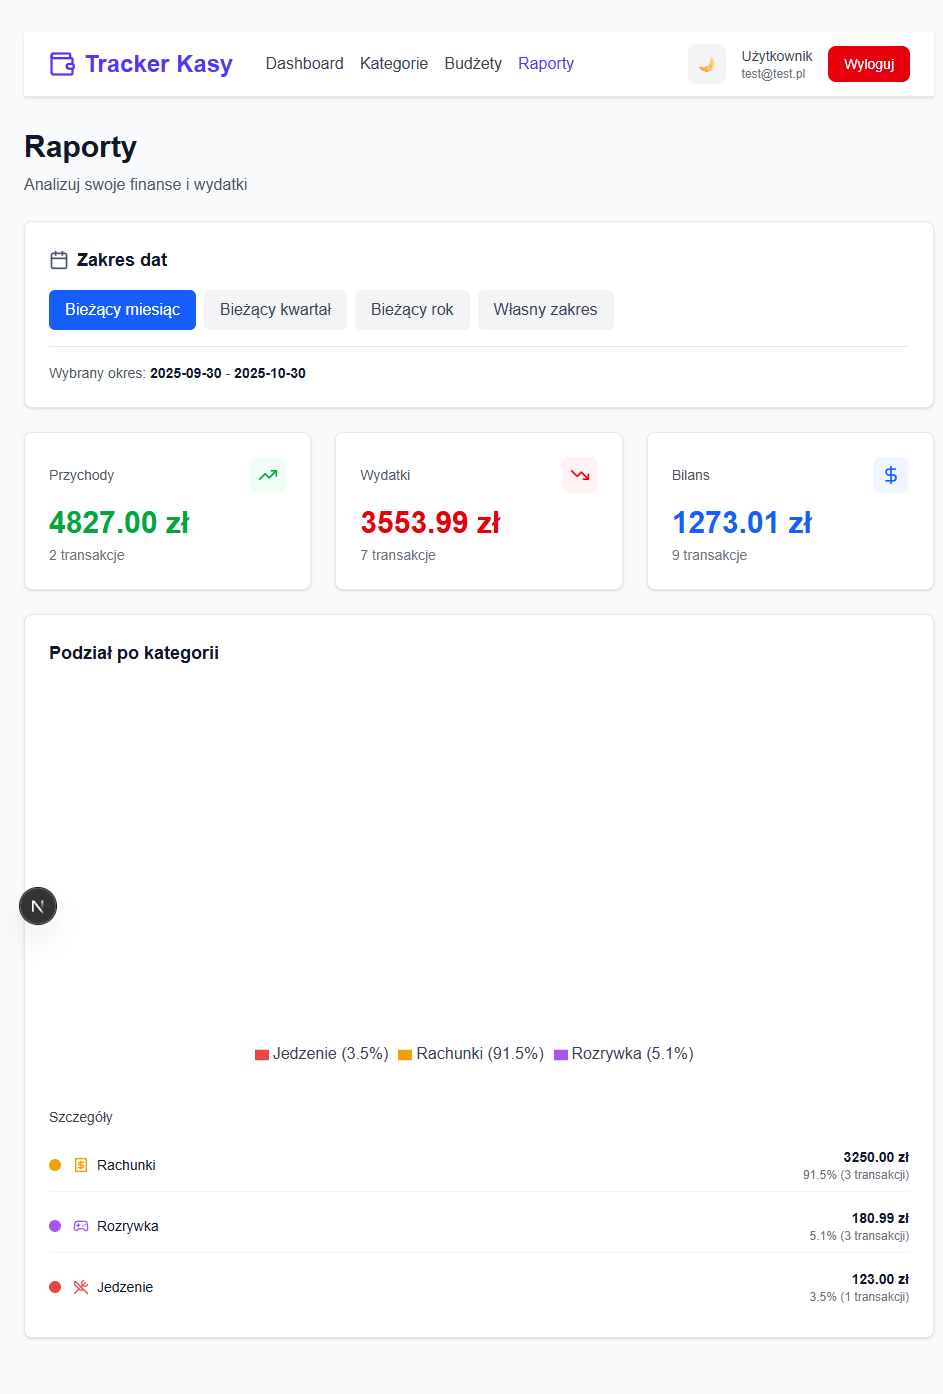 Tracker Kasy
Dashboard Kategorie Budżety Raporty
Użytkownik
test@test.pl
Wyloguj
Raporty
Analizuj swoje finanse i wydatki
Zakres dat
Bieżący miesiąc Bieżący kwartał Bieżący rok Własny zakres
Wybrany okres: 2025-09-30 - 2025-10-30
Przychody
4827.00 zł
2 transakcje
Wydatki
3553.99 zł
7 transakcje
Bilans
$
1273.01 zł
9 transakcje
Podział po kategorii
N
Jedzenie (3.5%) Rachunki (91.5%) Rozrywka (5.1%)
Szczegóły
$ Rachunki
3250.00 zł
91.5% (3 transakcji)
Rozrywka
180.99 zł
5.1% (3 transakcji)
Jedzenie
123.00 zł
3.5% (1 transakcji)